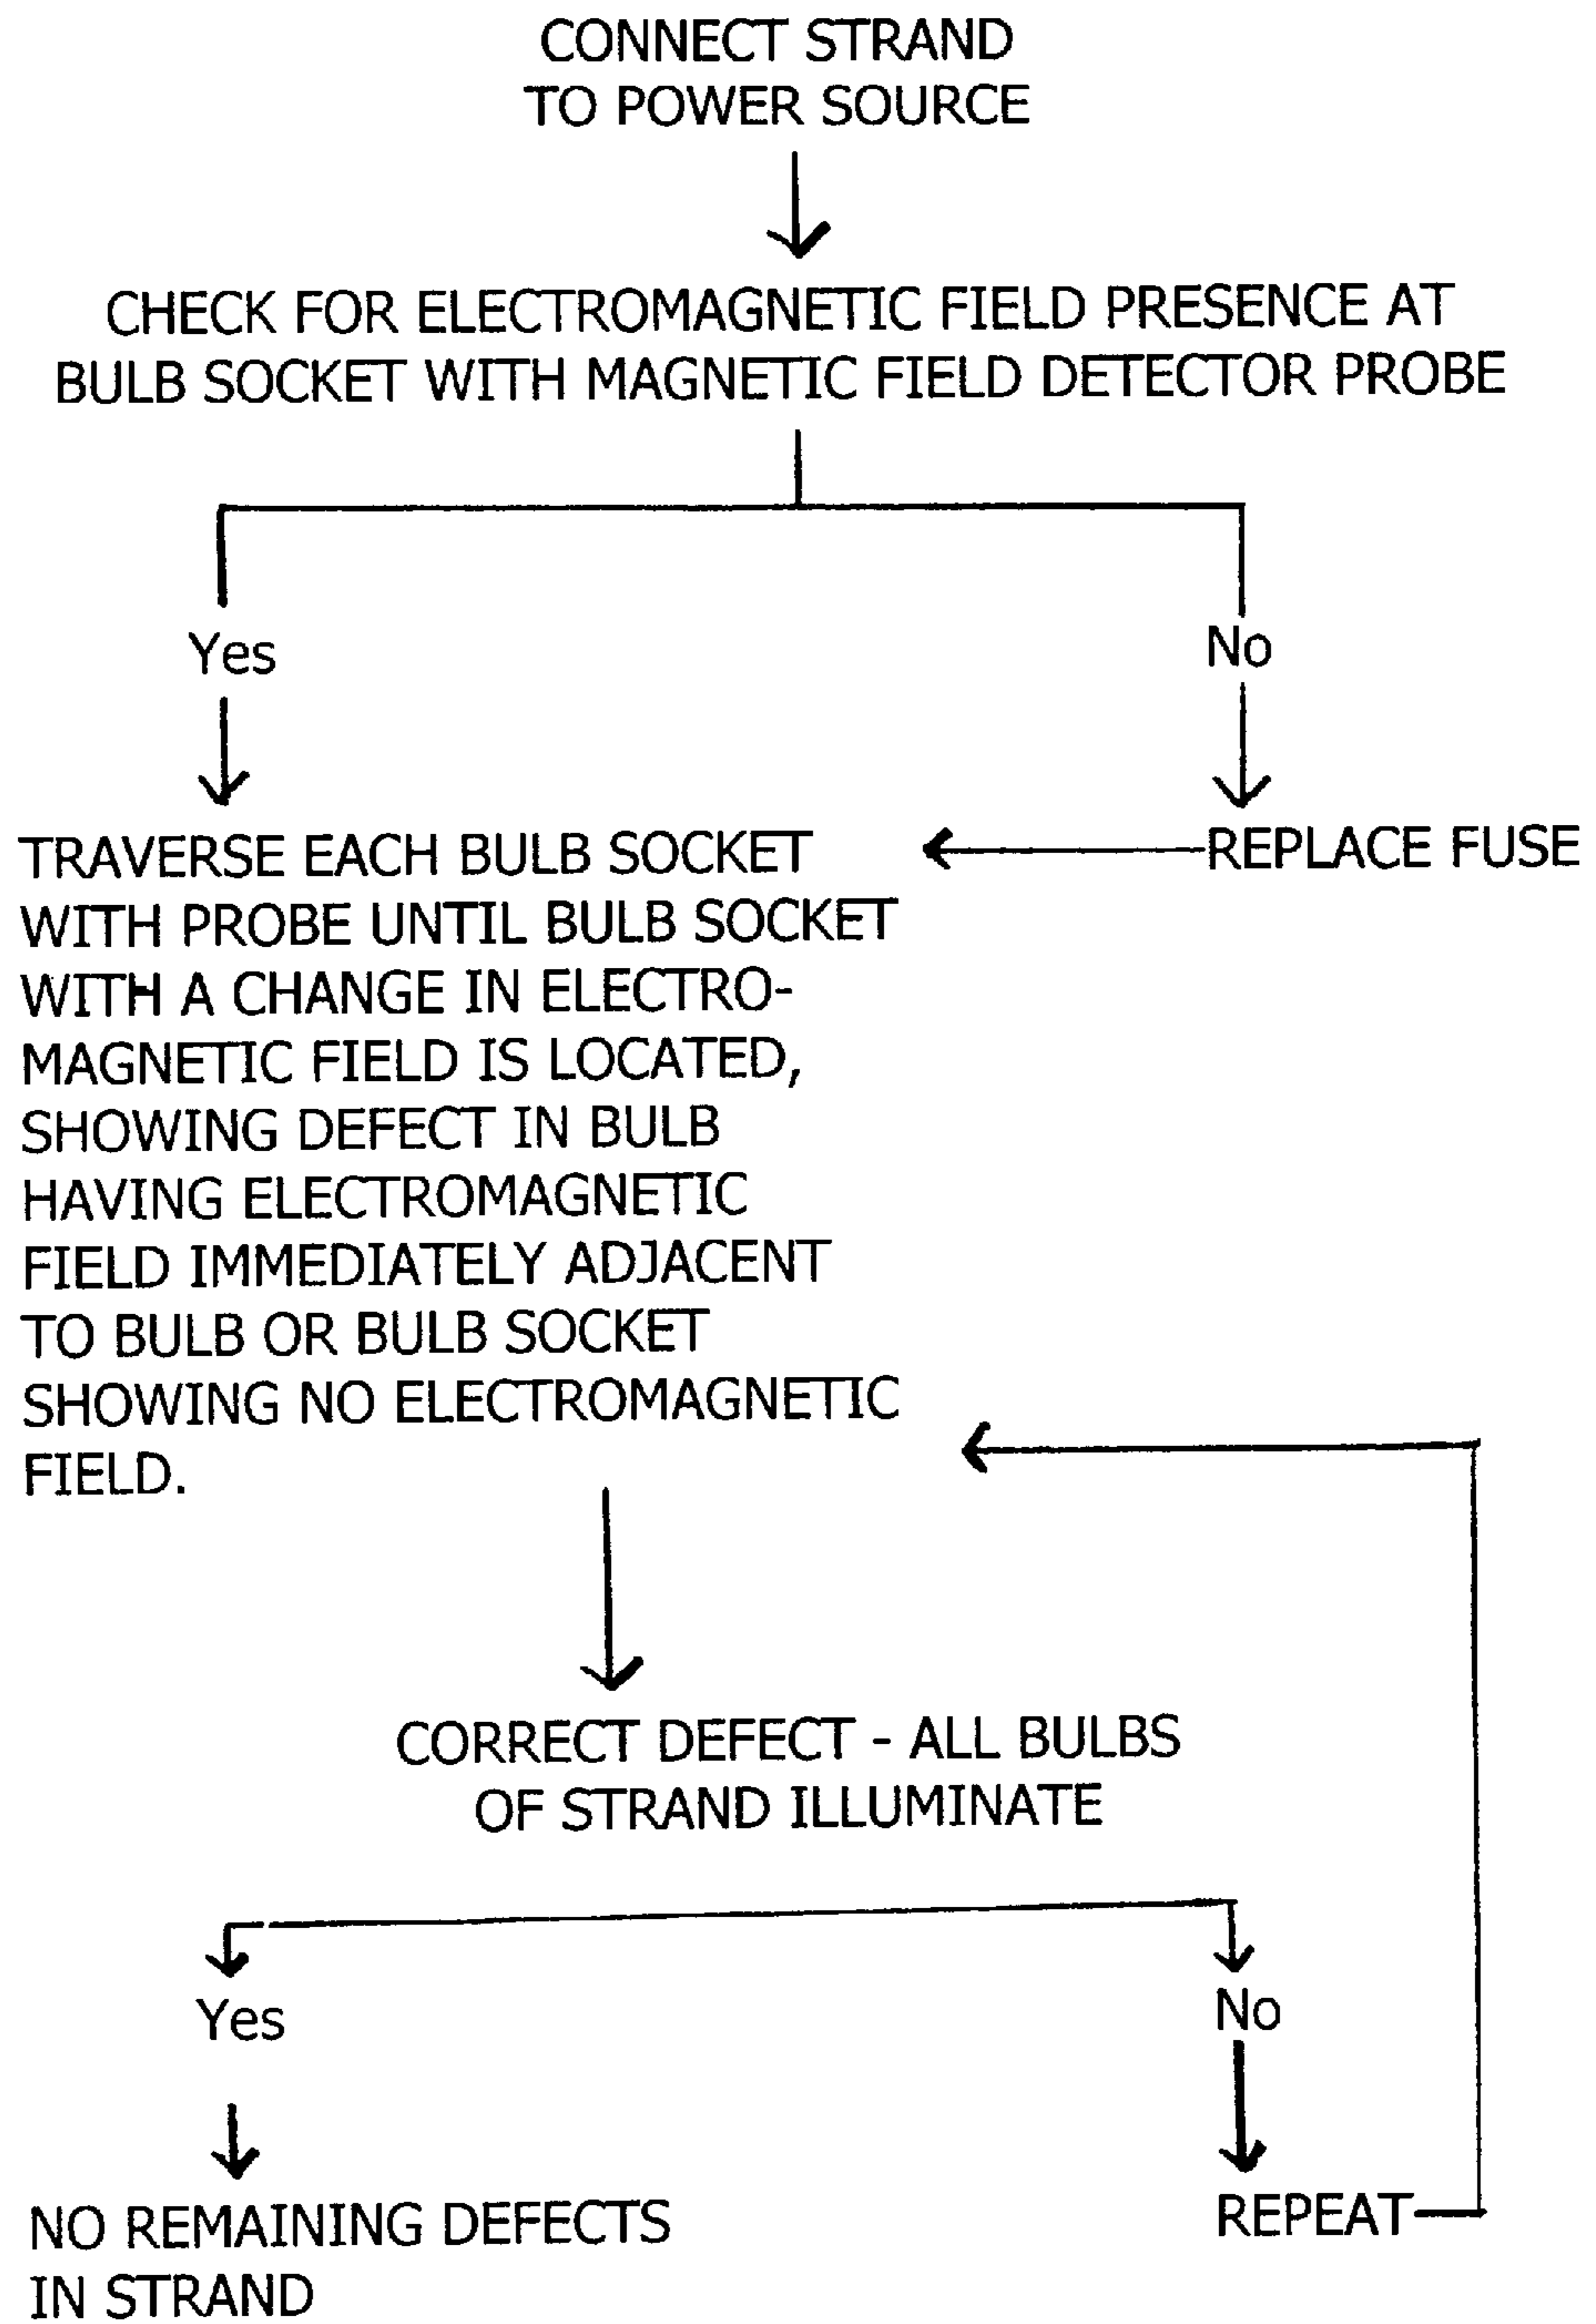 CONNECT STRAND
TO POWER SOURCE
CHECK FOR ELECTROMAGNETIC FIELD PRESENCE AT
BULB SOCKET WITH MAGNETIC FIELD DETECTOR PROBE
Yes
No
TRAVERSE EACH BULB SOCKET
WITH PROBE UNTIL BULB SOCKET
WITH A CHANGE IN ELECTRO-
MAGNETIC FIELD IS LOCATED,
SHOWING DEFECT IN BULB
HAVING ELECTROMAGNETIC
FIELD IMMEDIATELY ADJACENT
TO BULB OR BULB SOCKET
SHOWING NO ELECTROMAGNETIC
FIELD.
REPLACE FUSE
CORRECT DEFECT - ALL BULBS
OF STRAND ILLUMINATE
Yes
No
NO REMAINING DEFECTS
IN STRAND
REPEAT